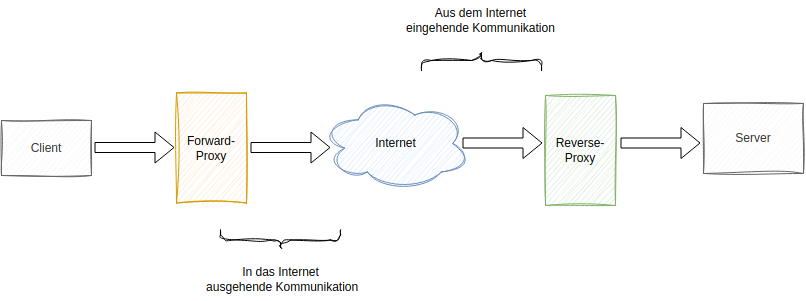 Aus dem Internet
eingehende Kommunikation
Client
Forward-
Proxy
Internet
Reverse-
Proxy
Server
In das Internet
ausgehende Kommunikation